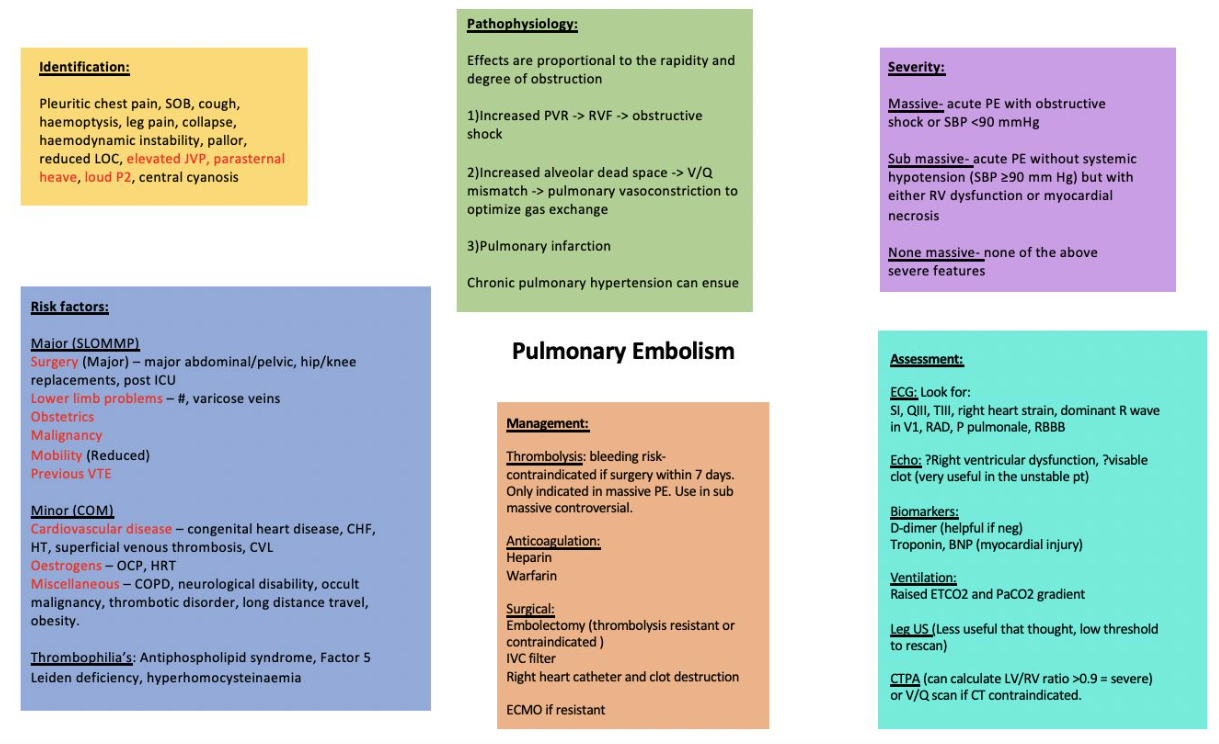 Identification:
Pleuritic chest pain, SOB, cough,
haemoptysis, leg pain, collapse,
haemodynamic instability, pallor,
reduced LOC, elevated JVP, parasternal
heave, loud P2, central cyanosis
Pathophysiology:
Effects are proportional to the rapidity and
degree of obstruction
1)Increased PVR -> RVF -> obstructive
shock
2)Increased alveolar dead space -> V/Q
mismatch -> pulmonary vasoconstriction to
optimize gas exchange
3)Pulmonary infarction
Chronic pulmonary hypertension can ensue
Severity:
Massive- acute PE with obstructive
shock or SBP <90 mmHg
Sub massive- acute PE without systemic
hypotension (SBP ≥90 mm Hg) but with
either RV dysfunction or myocardial
necrosis
None massive- none of the above
severe features
Risk factors:
Major (SLOMMP)
Surgery (Major) – major abdominal/pelvic, hip/knee
replacements, post ICU
Lower limb problems – #, varicose veins
Obstetrics
Malignancy
Mobility (Reduced)
Previous VTE
Minor (COM)
Cardiovascular disease – congenital heart disease, CHF,
HT, superficial venous thrombosis, CVL
Oestrogens – OCP, HRT
Miscellaneous – COPD, neurological disability, occult
malignancy, thrombotic disorder, long distance travel,
obesity.
Thrombophilia's: Antiphospholipid syndrome, Factor 5
Leiden deficiency, hyperhomocysteinaemia
Pulmonary Embolism
Management:
Thrombolysis: bleeding risk-
contraindicated if surgery within 7 days.
Only indicated in massive PE. Use in sub
massive controversial.
Anticoagulation:
Heparin
Warfarin
Surgical:
Embolectomy (thrombolysis resistant or
contraindicated )
IVC filter
Right heart catheter and clot destruction
ECMO if resistant
Assessment:
ECG: Look for:
SI, QIII, TIII, right heart strain, dominant R wave
in V1, RAD, P pulmonale, RBBB
Echo: ?Right ventricular dysfunction, ?visable
clot (very useful in the unstable pt)
Biomarkers:
D-dimer (helpful if neg)
Troponin, BNP (myocardial injury)
Ventilation:
Raised ETCO2 and PaCO2 gradient
Leg US (Less useful that thought, low threshold
to rescan)
CTPA (can calculate LV/RV ratio >0.9 = severe)
or V/Q scan if CT contraindicated.